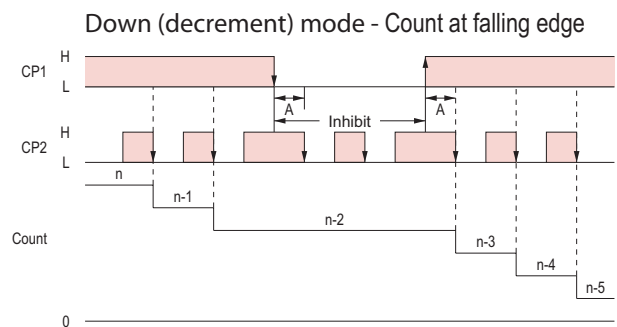 Down (decrement) mode - Count at falling edge
H
CP1
L
A
A
Inhibit
H
CP2
L
n
n-1
n-2
Count
n-3
n-4
n-5
0